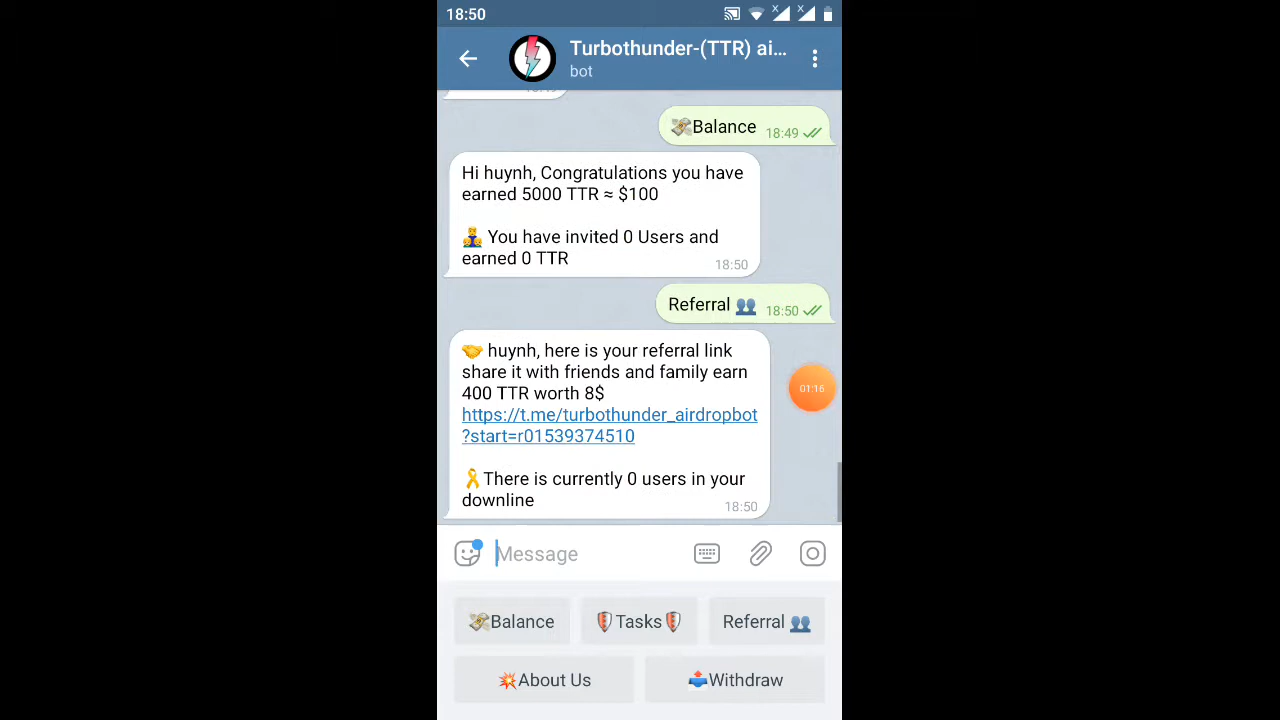 18:50
Turbothunder-(TTR) ai...
bot
💸Balance 18:49
Hi huynh, Congratulations you have
earned 5000 TTR ≈ $100
You have invited 0 Users and
earned 0 TTR
18:50
Referral 👥 18:50
🤝 huynh, here is your referral link
share it with friends and family earn
400 TTR worth 8$
https://t.me/turbothunder_airdropbot
?start=r01539374510
01:16
🎗There is currently 0 users in your
downline
18:50
Message
💸Balance
Tasks
Referral 👥
💥About Us
📤Withdraw